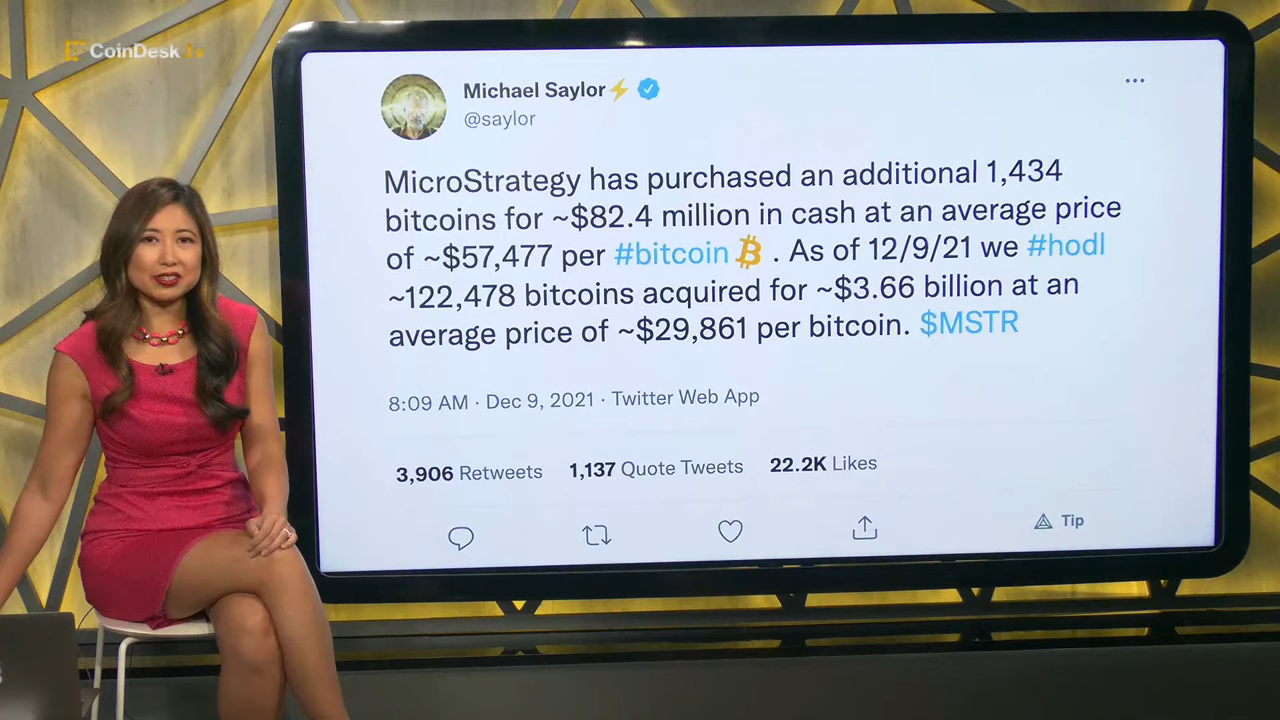 CoinDesk tv
Michael Saylor⚡
@saylor
MicroStrategy has purchased an additional 1,434
bitcoins for ~$82.4 million in cash at an average price
of ~$57,477 per #bitcoin₿ . As of 12/9/21 we #hodl
~122,478 bitcoins acquired for ~$3.66 billion at an
average price of ~$29,861 per bitcoin. $MSTR
8:09 AM · Dec 9, 2021 · Twitter Web App
3,906 Retweets 1,137 Quote Tweets 22.2K Likes
Tip